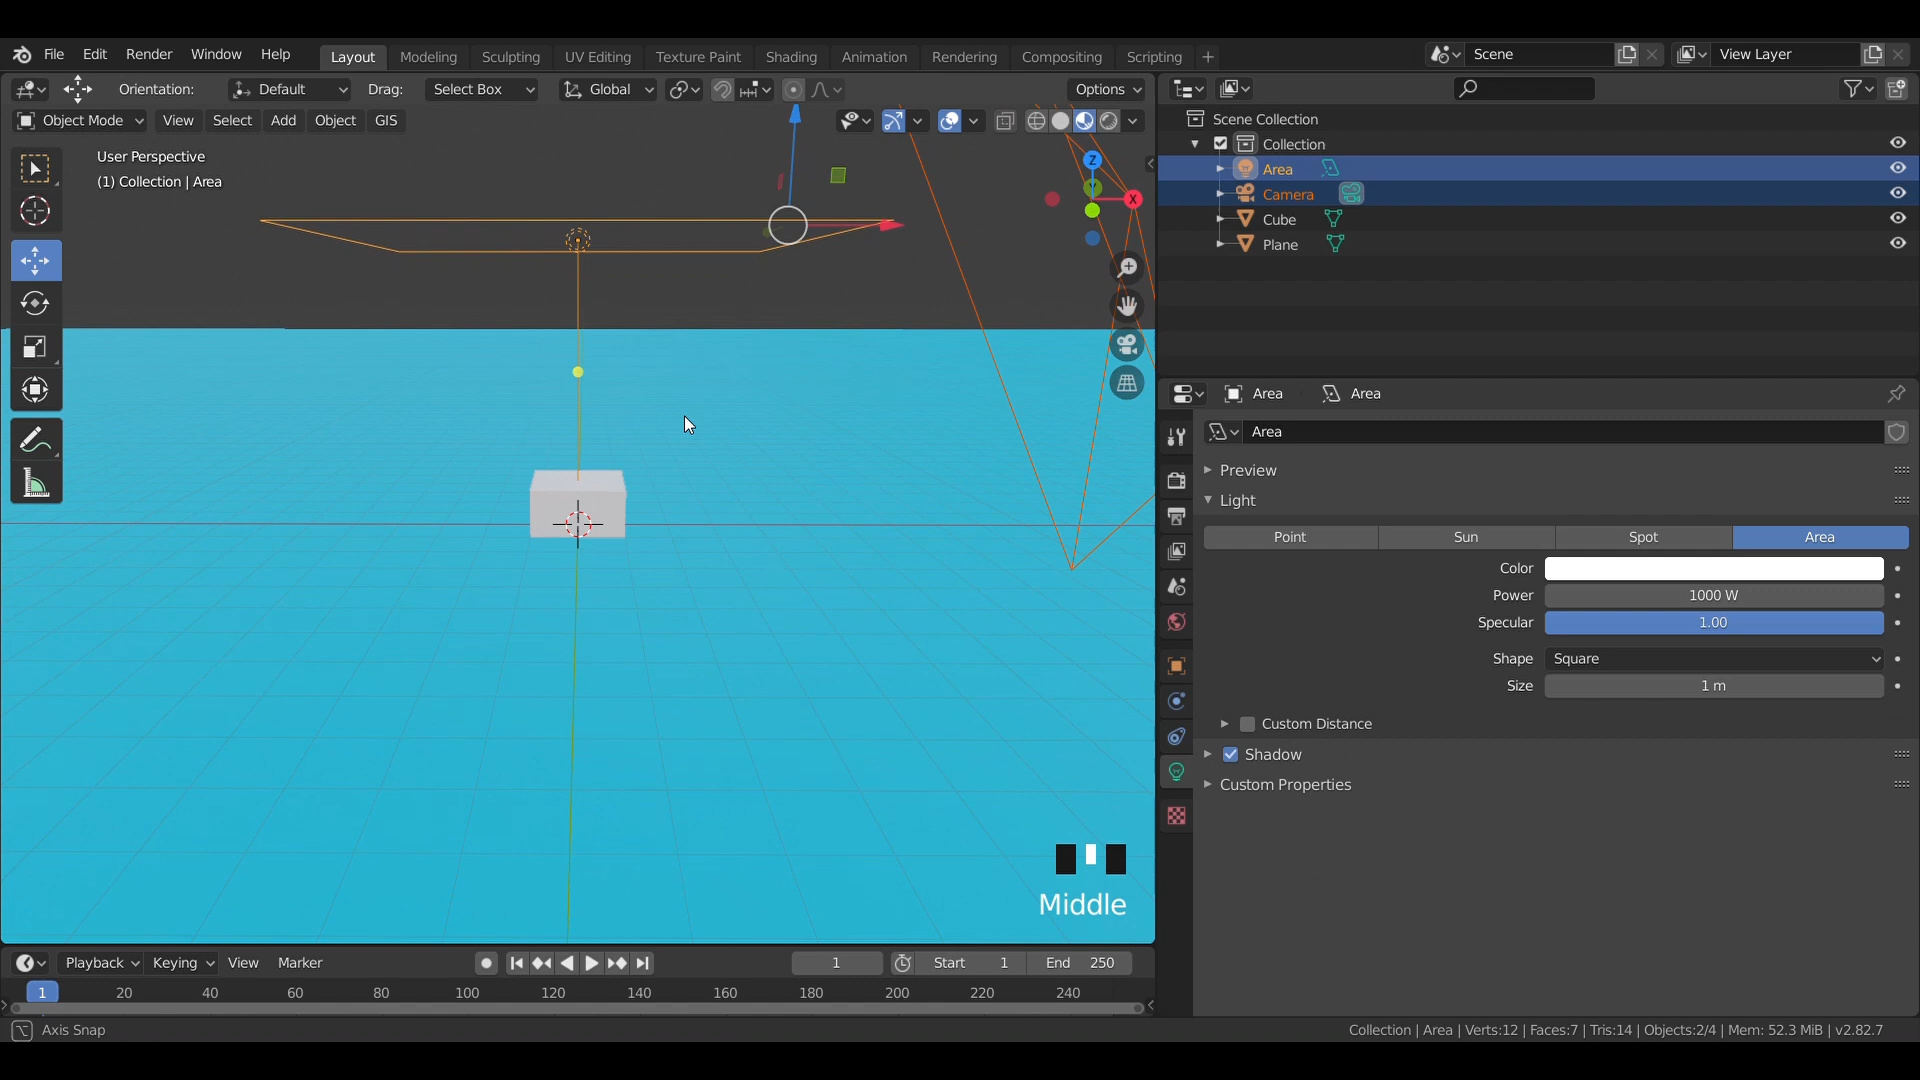 File Edit Render Window Help Layout Modeling Sculpting UV Editing Texture Paint Shading Animation Rendering Compositing Scripting + Scene View Layer
Orientation: Default Drag: Select Box Global Options
Object Mode View Select Add Object GIS
User Perspective
(1) Collection | Area
Z
X
Middle
Scene Collection
Collection
Area
Camera
Cube
Plane
Area Area
Area
Preview
Light
Point Sun Spot Area
Color
Power 1000 W
Specular 1.00
Shape Square
Size 1 m
Custom Distance
Shadow
Custom Properties
Playback Keying View Marker 1 Start 1 End 250
1 20 40 60 80 100 120 140 160 180 200 220 240
Axis Snap Collection | Area | Verts:12 | Faces:7 | Tris:14 | Objects:2/4 | Mem: 52.3 MiB | v2.82.7